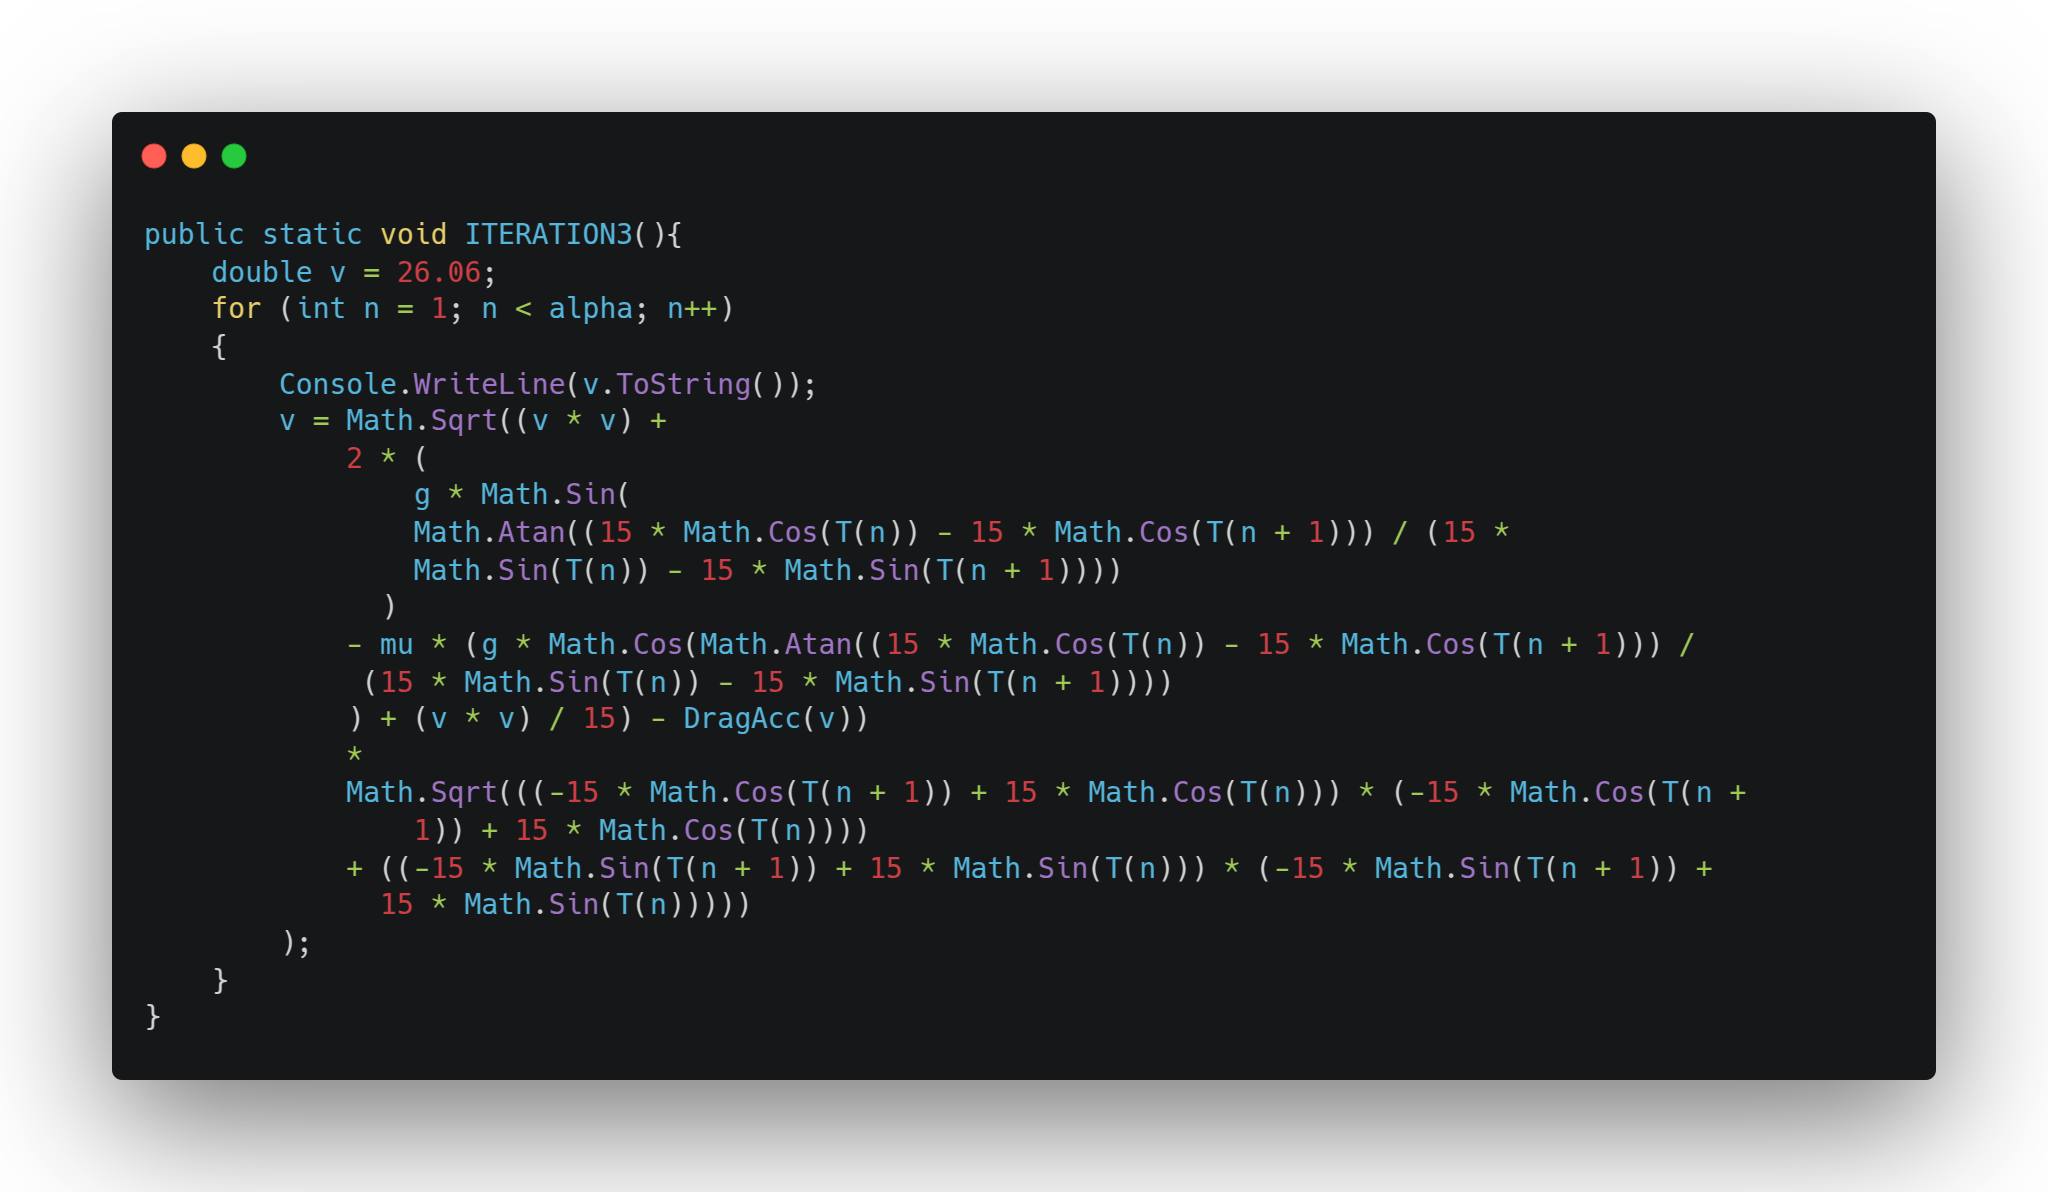 public static void ITERATION3(){
    double v = 26.06;
    for (int n = 1; n < alpha; n++)
    {
        Console.WriteLine(v.ToString());
        v = Math.Sqrt((v * v) +
            2 * (
                g * Math.Sin(
                Math.Atan((15 * Math.Cos(T(n)) - 15 * Math.Cos(T(n + 1))) / (15 *
                Math.Sin(T(n)) - 15 * Math.Sin(T(n + 1))))
              )
            - mu * (g * Math.Cos(Math.Atan((15 * Math.Cos(T(n)) - 15 * Math.Cos(T(n + 1))) /
             (15 * Math.Sin(T(n)) - 15 * Math.Sin(T(n + 1))))
            ) + (v * v) / 15) - DragAcc(v))
            *
            Math.Sqrt(((-15 * Math.Cos(T(n + 1)) + 15 * Math.Cos(T(n))) * (-15 * Math.Cos(T(n +
                1)) + 15 * Math.Cos(T(n))))
            + ((-15 * Math.Sin(T(n + 1)) + 15 * Math.Sin(T(n))) * (-15 * Math.Sin(T(n + 1)) +
              15 * Math.Sin(T(n)))))
        );
    }
}